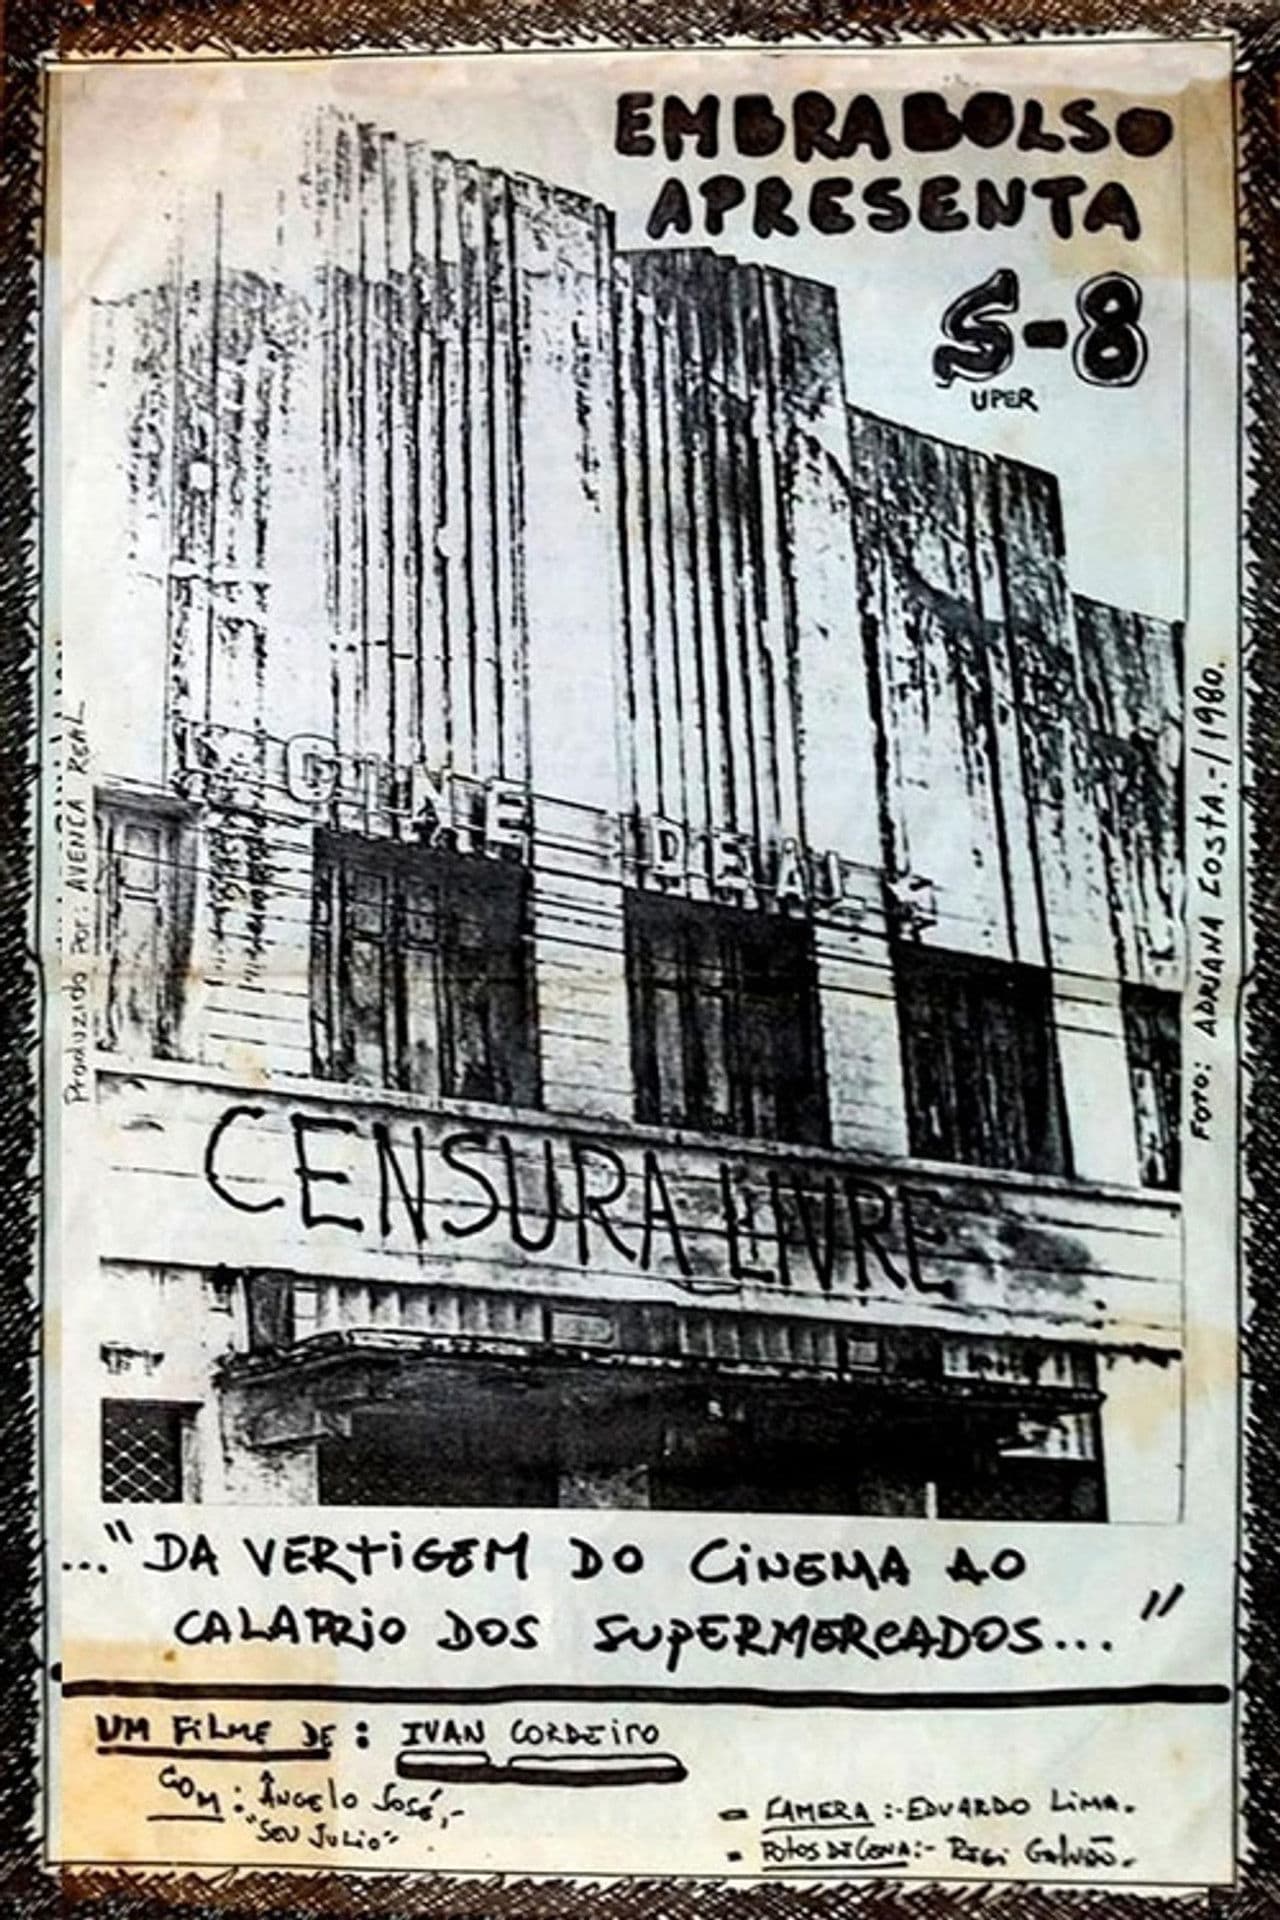 EMBRABOLSO
APRESENTA
S-8
UPER
CINE IDEAL
Produzido Por: AVENCA REAL
FOTO: ADRIANA COSTA.-/1980.
CENSURA LIVRE
..."DA VERTIGEM DO CINEMA AO
CALAFRIO DOS SUPERMERCADOS..."
UM FILME DE: IVAN CORDEIRO
COM: ÂNGELO JOSÉ,-
"SEU JULIO"
- CAMERA:-EDUARDO LIMA.
- FOTOS DE CENA:- REGI GALVÃO.